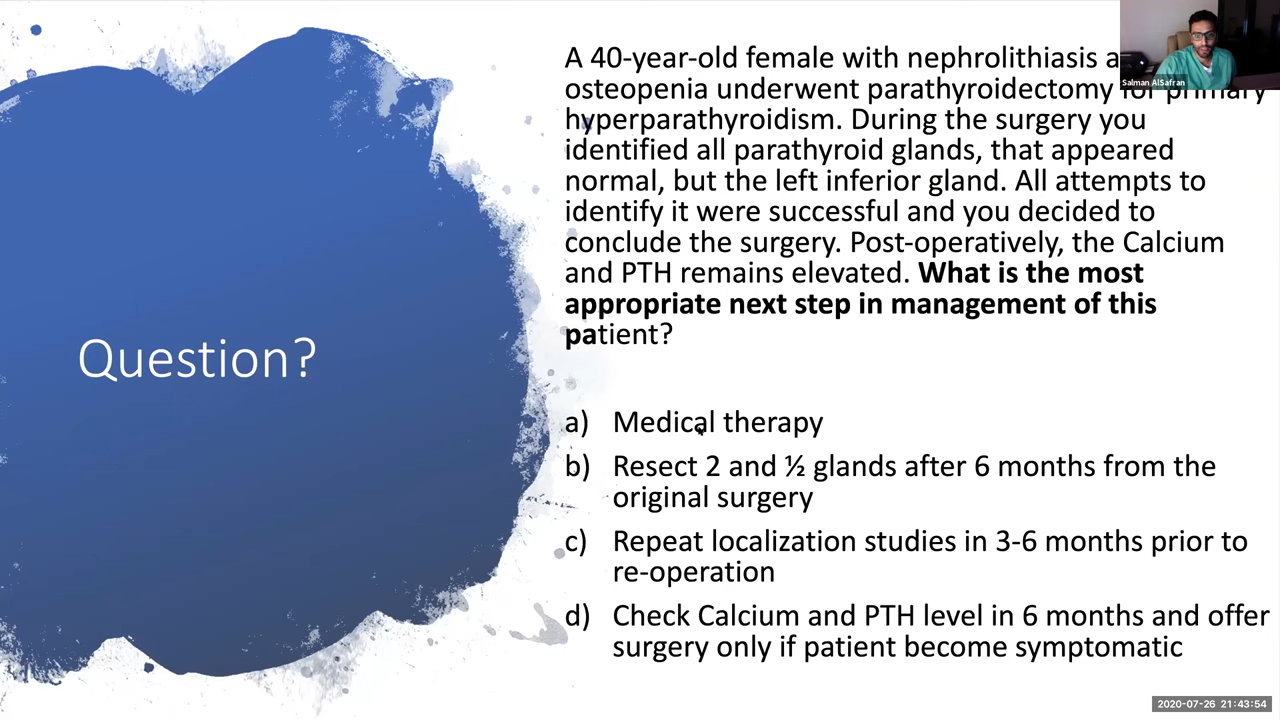 Question?
A 40-year-old female with nephrolithiasis a
osteopenia underwent parathyroidectomy for primary
hyperparathyroidism. During the surgery you
identified all parathyroid glands, that appeared
normal, but the left inferior gland. All attempts to
identify it were successful and you decided to
conclude the surgery. Post-operatively, the Calcium
and PTH remains elevated. What is the most
appropriate next step in management of this
patient?
a) Medical therapy
b) Resect 2 and ½ glands after 6 months from the
original surgery
c) Repeat localization studies in 3-6 months prior to
re-operation
d) Check Calcium and PTH level in 6 months and offer
surgery only if patient become symptomatic
Salman AlSafran
2020-07-26 21:43:54